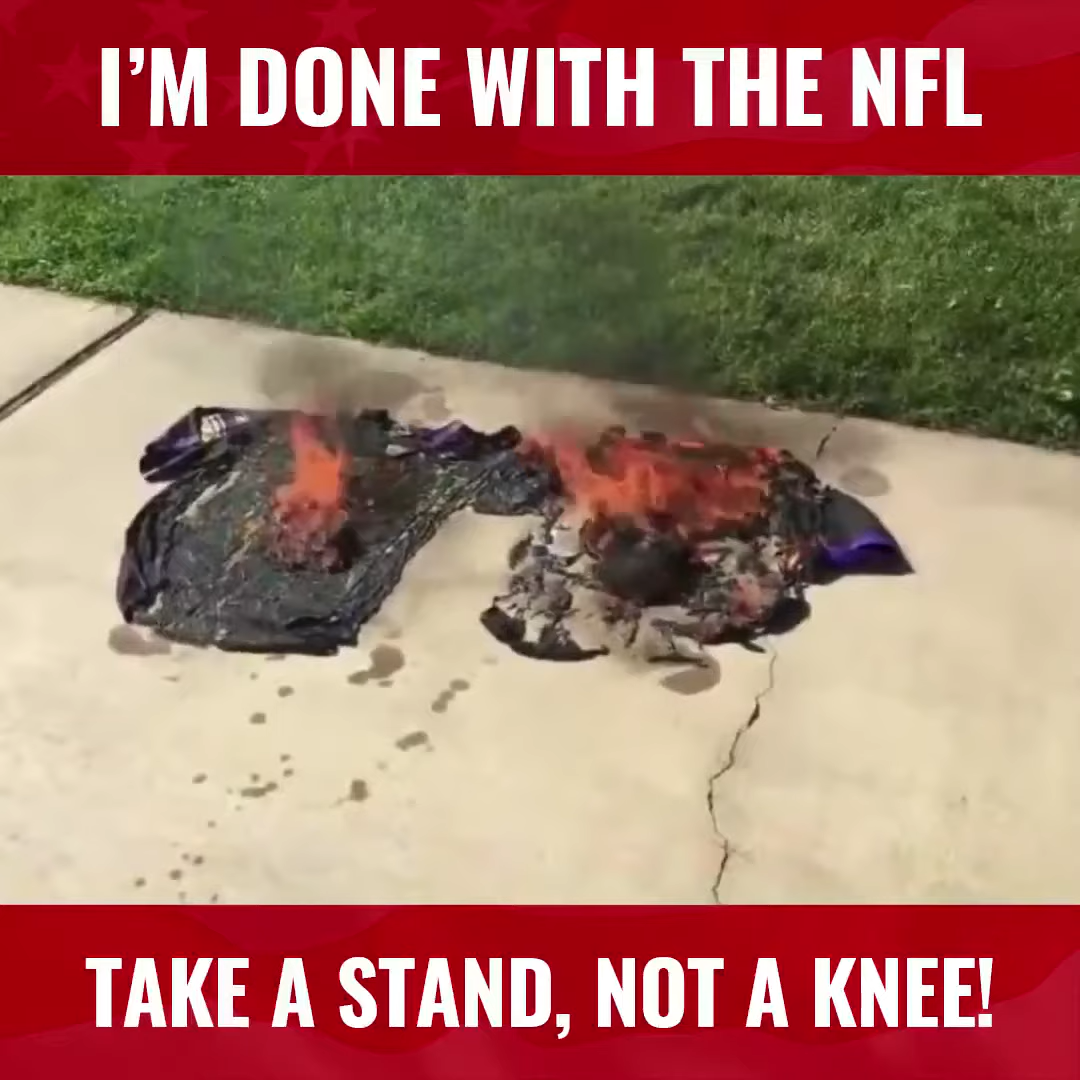 I’M DONE WITH THE NFL
TAKE A STAND, NOT A KNEE!